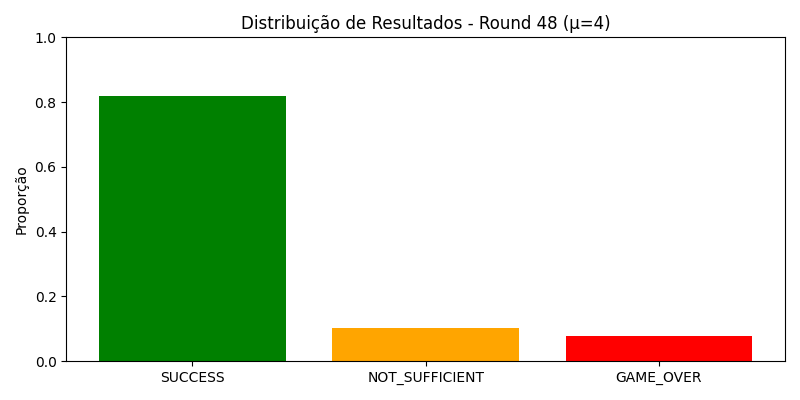 Distribuição de Resultados - Round 48 (μ=4)
Proporção
1.0
0.8
0.6
0.4
0.2
0.0
SUCCESS NOT_SUFFICIENT GAME_OVER